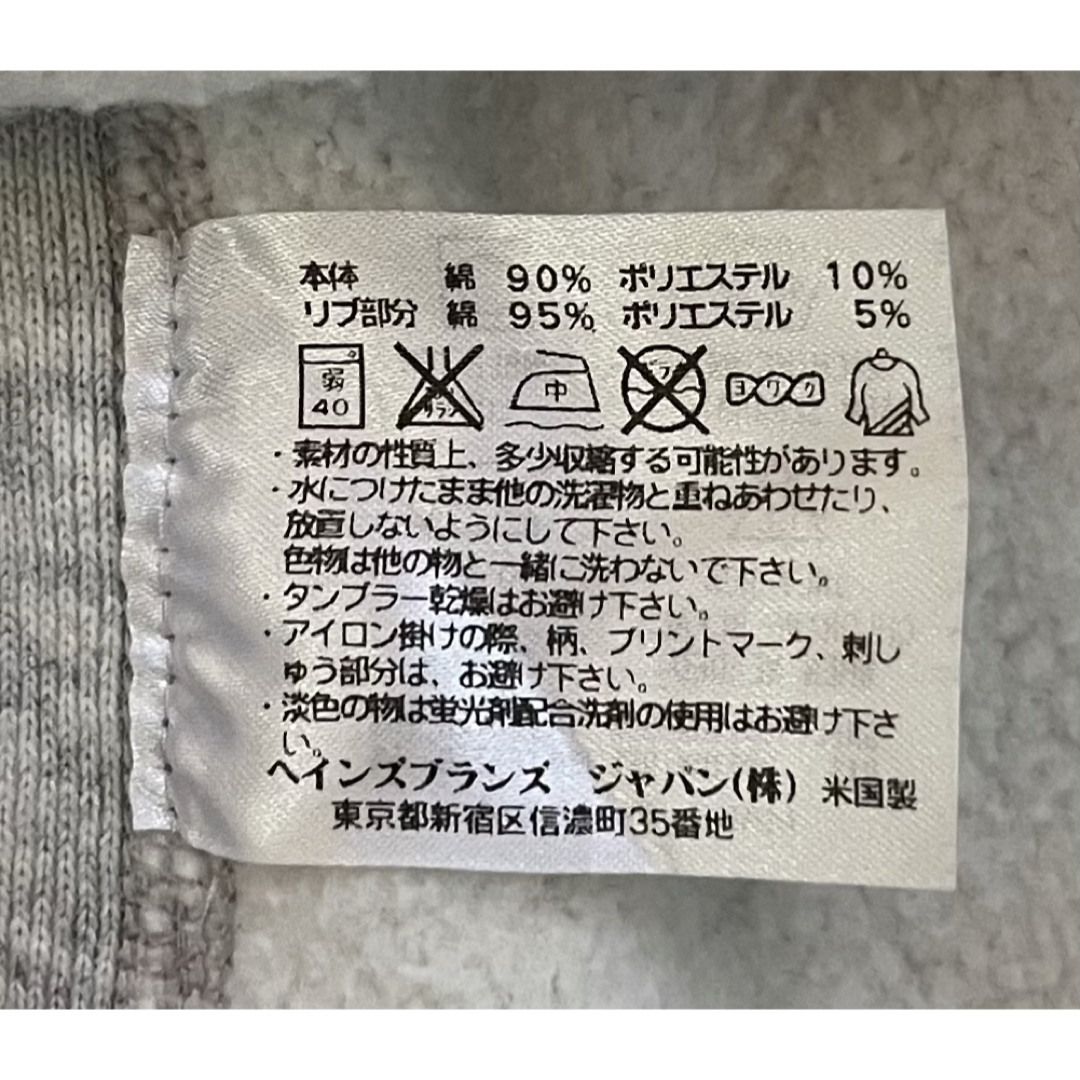 本体 綿 90% ポリエステル 10%
リブ部分 綿 95% ポリエステル 5%
弱 40 中 ヨワク
・素材の性質上、多少収縮する可能性があります。
・水につけたまま他の洗濯物と重ねあわせたり、
放置しないようにして下さい。
色物は他の物と一緒に洗わないで下さい。
・タンブラー乾燥はお避け下さい。
・アイロン掛けの際、柄、プリントマーク、刺し
ゅう部分は、お避け下さい。
・淡色の物は蛍光剤配合洗剤の使用はお避け下さ
い。
ヘインズブランズ ジャパン(株) 米国製
東京都新宿区信濃町35番地